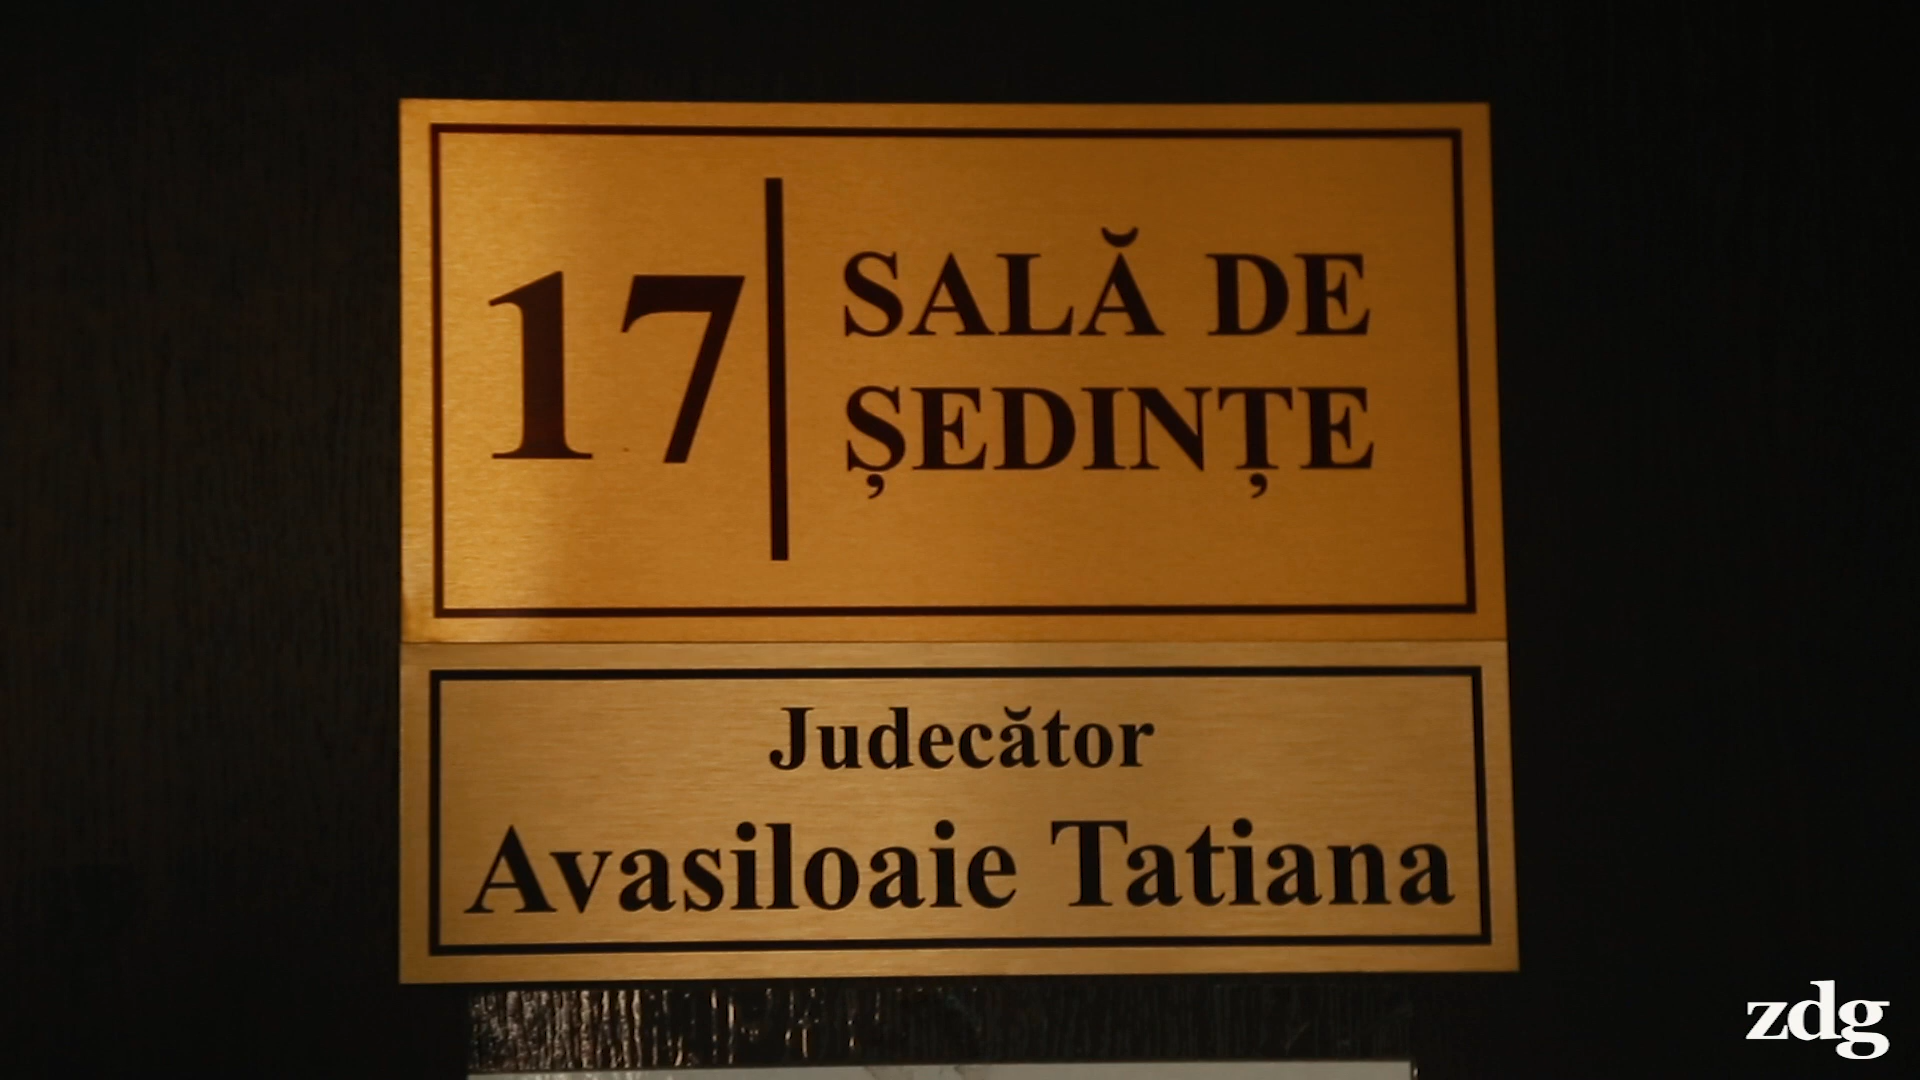 17
SALĂ DE
ȘEDINȚE
Judecător
Avasiloaie Tatiana
zdg